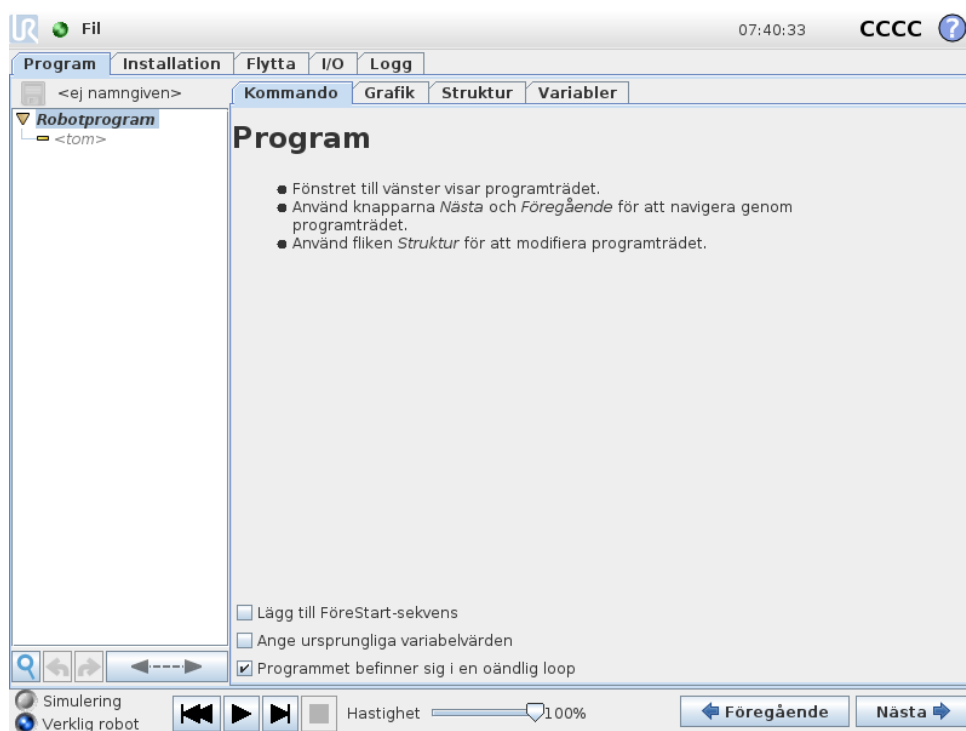 UR Fil 07:40:33 CCCC ?
Program Installation Flytta I/O Logg
<ej namngiven> Kommando Grafik Struktur Variabler
Robotprogram
<tom>
Program
Fönstret till vänster visar programträdet.
Använd knapparna Nästa och Föregående för att navigera genom
programträdet.
Använd fliken Struktur för att modifiera programträdet.
Lägg till FöreStart-sekvens
Ange ursprungliga variabelvärden
Programmet befinner sig i en oändlig loop
Simulering
Verklig robot
Hastighet 100% Föregående Nästa